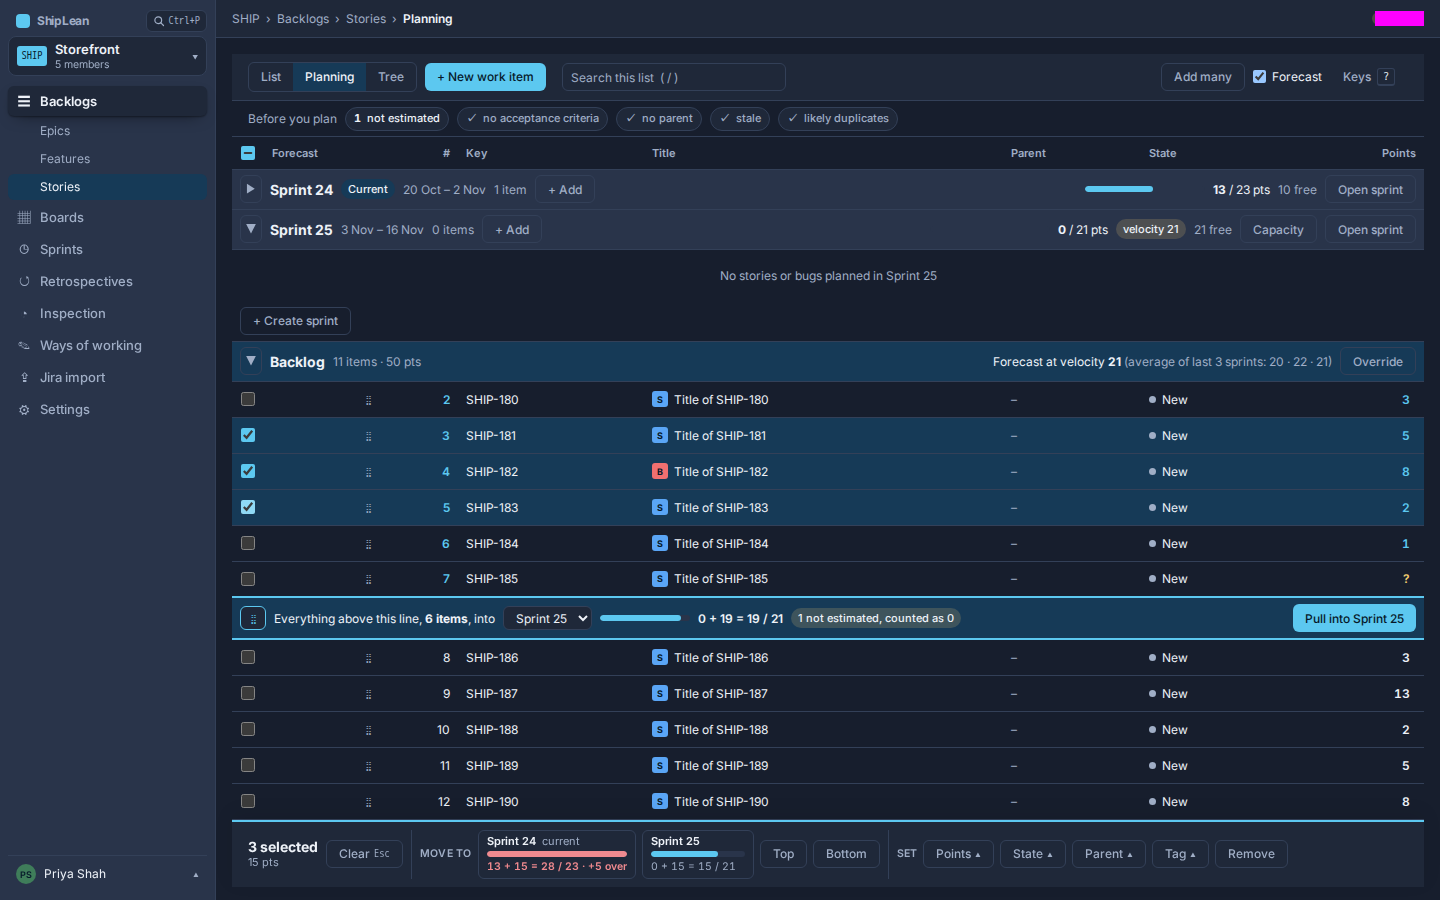 ShipLean Ctrl+P
SHIP Storefront
5 members
Backlogs
Epics
Features
Stories
Boards
Sprints
Retrospectives
Inspection
Ways of working
Jira import
Settings
PS Priya Shah
SHIP › Backlogs › Stories › Planning
List Planning Tree + New work item Search this list ( / ) Add many Forecast Keys ?
Before you plan 1 not estimated ✓ no acceptance criteria ✓ no parent ✓ stale ✓ likely duplicates
Forecast # Key Title Parent State Points
Sprint 24 Current 20 Oct – 2 Nov 1 item + Add 13 / 23 pts 10 free Open sprint
Sprint 25 3 Nov – 16 Nov 0 items + Add 0 / 21 pts velocity 21 21 free Capacity Open sprint
No stories or bugs planned in Sprint 25
+ Create sprint
Backlog 11 items · 50 pts Forecast at velocity 21 (average of last 3 sprints: 20 · 22 · 21) Override
2 SHIP-180 S Title of SHIP-180 – New 3
3 SHIP-181 S Title of SHIP-181 – New 5
4 SHIP-182 B Title of SHIP-182 – New 8
5 SHIP-183 S Title of SHIP-183 – New 2
6 SHIP-184 S Title of SHIP-184 – New 1
7 SHIP-185 S Title of SHIP-185 – New ?
Everything above this line, 6 items, into Sprint 25 0 + 19 = 19 / 21 1 not estimated, counted as 0 Pull into Sprint 25
8 SHIP-186 S Title of SHIP-186 – New 3
9 SHIP-187 S Title of SHIP-187 – New 13
10 SHIP-188 S Title of SHIP-188 – New 2
11 SHIP-189 S Title of SHIP-189 – New 5
12 SHIP-190 S Title of SHIP-190 – New 8
3 selected
15 pts
Clear Esc MOVE TO
Sprint 24 current
13 + 15 = 28 / 23 · +5 over
Sprint 25
0 + 15 = 15 / 21
Top Bottom SET Points State Parent Tag Remove